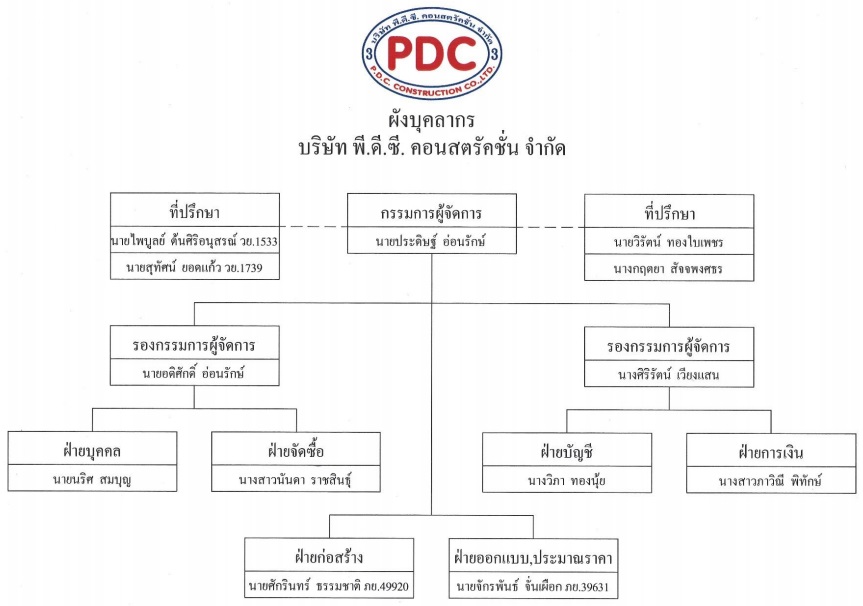 บริษัท พี.ดี.ซี. คอนสตรัคชั่น จำกัด
3 PDC 3
P.D.C. CONSTRUCTION CO.,LTD.
ผังบุคลากร
บริษัท พี.ดี.ซี. คอนสตรัคชั่น จำกัด
ที่ปรึกษา
นายไพบูลย์ ต้นศิริอนุสรณ์ วย.1533
นายสุทัศน์ ยอดแก้ว วย.1739
กรรมการผู้จัดการ
นายประดิษฐ์ อ่อนรักษ์
ที่ปรึกษา
นายวิรัตน์ ทองใบเพชร
นางกฤตยา สัจจพงศธร
รองกรรมการผู้จัดการ
นายอดิศักดิ์ อ่อนรักษ์
รองกรรมการผู้จัดการ
นางศิริรัตน์ เวียงแสน
ฝ่ายบุคคล
นายนริศ สมบุญ
ฝ่ายจัดซื้อ
นางสาวนันดา ราชสินธุ์
ฝ่ายบัญชี
นางวิภา ทองนุ้ย
ฝ่ายการเงิน
นางสาวภาวิณี พิทักษ์
ฝ่ายก่อสร้าง
นายศักรินทร์ ธรรมชาติ ภย.49920
ฝ่ายออกแบบ,ประมาณราคา
นายจักรพันธ์ จั่นเผือก ภย.39631